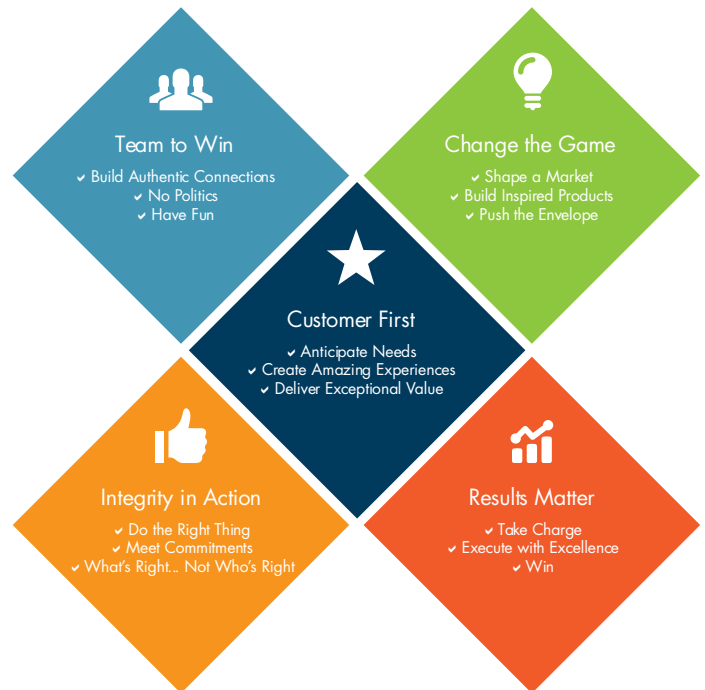 Team to Win
Build Authentic Connections
No Politics
Have Fun
Change the Game
Shape a Market
Build Inspired Products
Push the Envelope
Customer First
Anticipate Needs
Create Amazing Experiences
Deliver Exceptional Value
Integrity in Action
Do the Right Thing
Meet Commitments
What's Right... Not Who's Right
Results Matter
Take Charge
Execute with Excellence
Win